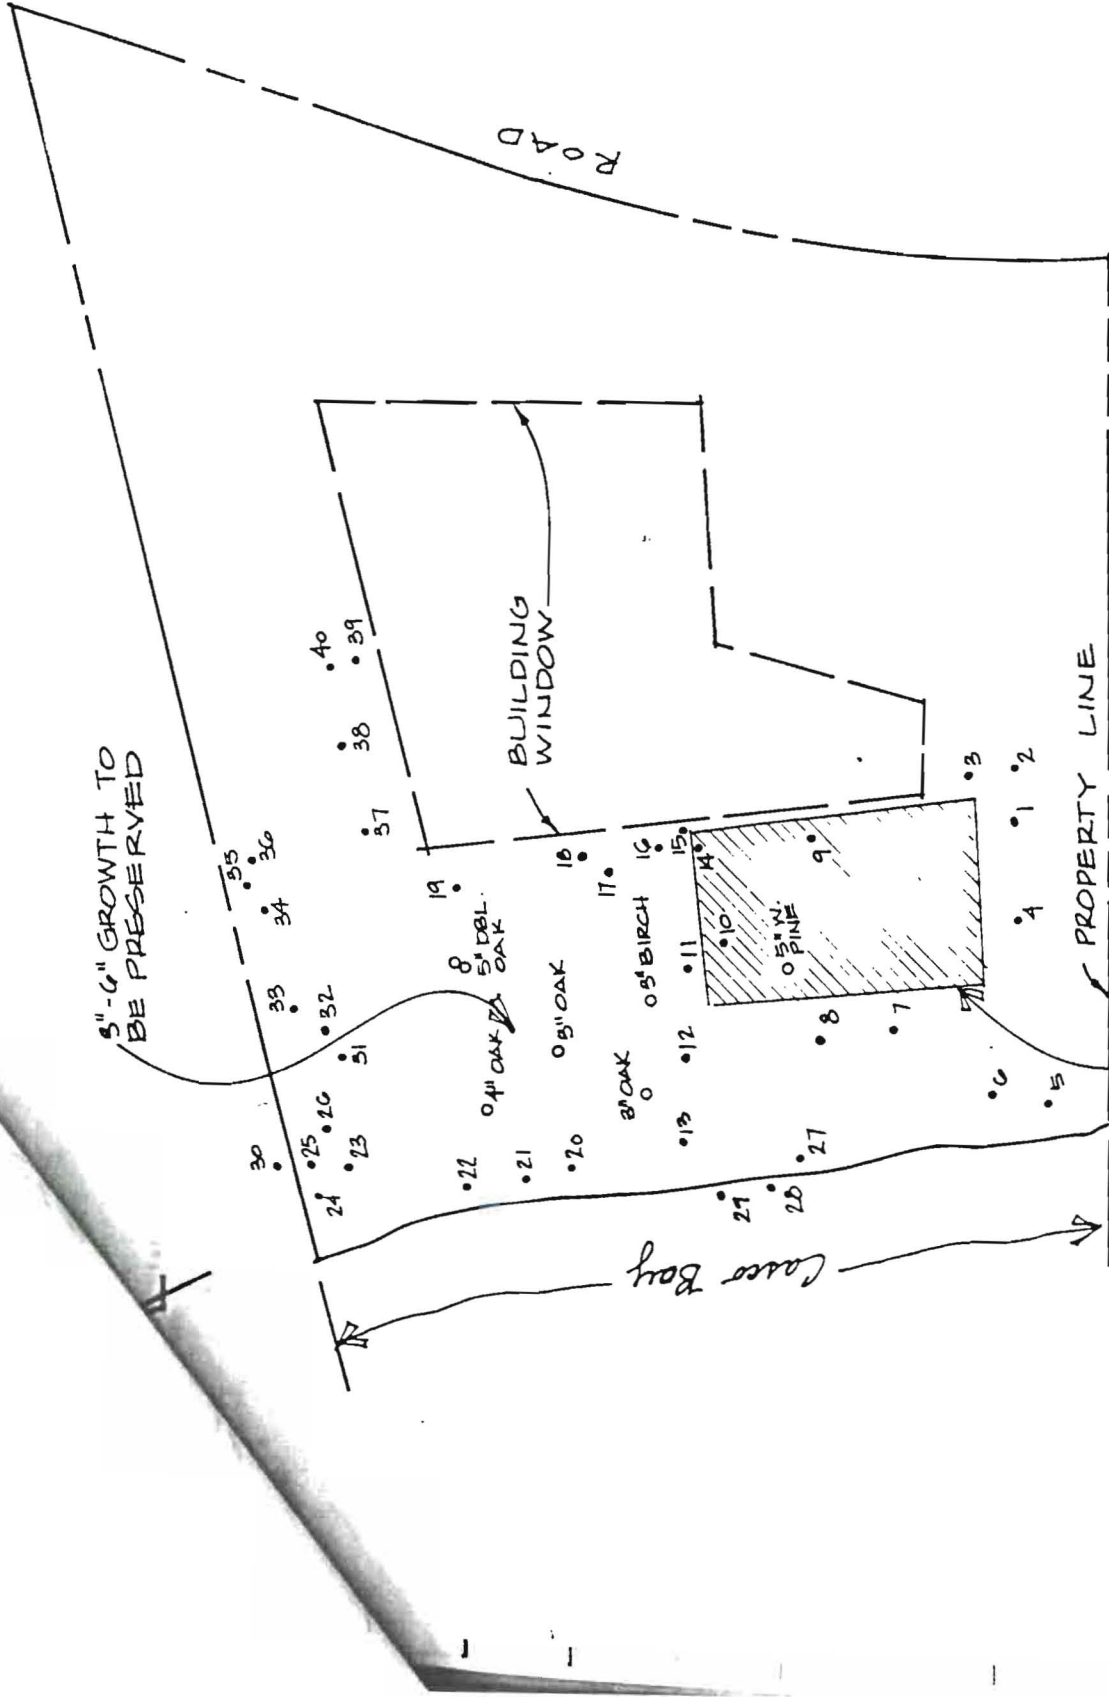 ROAD
3"-6" GROWTH TO
BE PRESERVED
BUILDING
WINDOW
PROPERTY LINE
Casco Bay
40
39
38
37
35
36
34
33
32
31
30
25
26
24
23
22
21
20
19
18
17
16
15
14
5" DBL.
OAK
4" OAK
3" OAK
3" BIRCH
3" OAK
5" W.
PINE
11
10
9
12
13
8
7
27
28
29
6
5
4
3
2
1